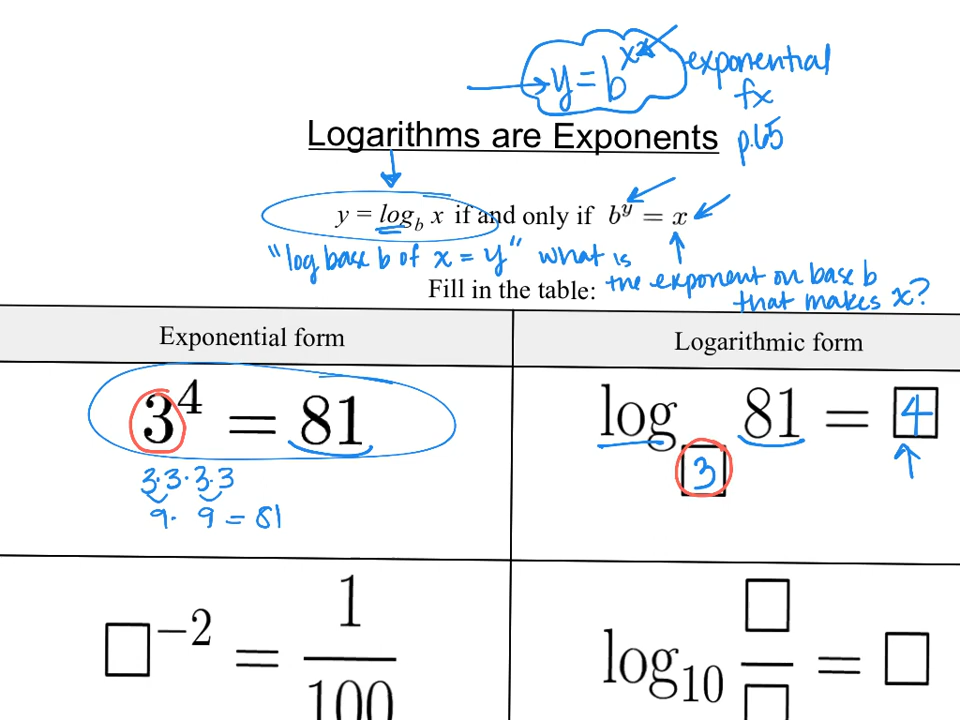 y = b^x x exponential
fx
Logarithms are Exponents p.65
y = log_b x if and only if b^y = x
"log base b of x = y" what is
Fill in the table: the exponent on base b
that makes x?
Exponential form Logarithmic form
3^4 = 81 log_3 81 = 4
3·3·3·3
9· 9 = 81
□^−2 = 1/100 log_10 □/□ = □